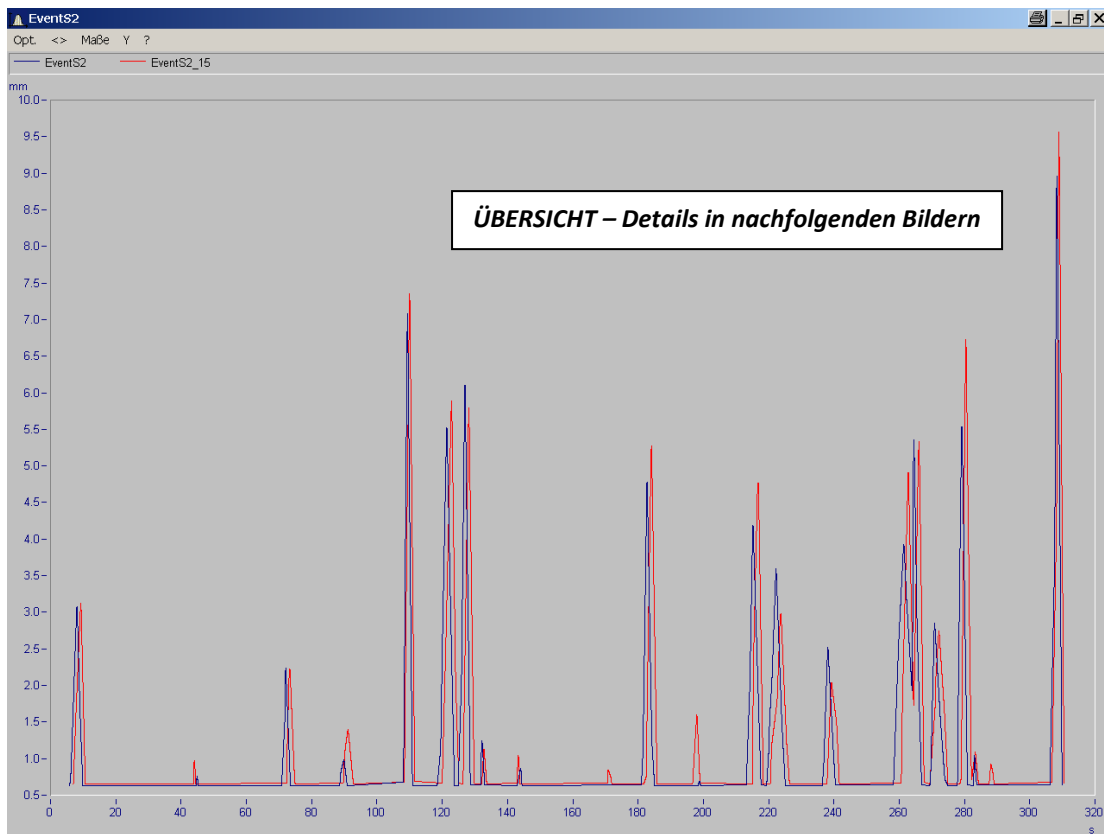 EventS2
Opt. <> Maße Y ?
EventS2 EventS2_15
mm
10.0
9.5
9.0
8.5
8.0
7.5
7.0
6.5
6.0
5.5
5.0
4.5
4.0
3.5
3.0
2.5
2.0
1.5
1.0
0.5
ÜBERSICHT – Details in nachfolgenden Bildern
0 20 40 60 80 100 120 140 160 180 200 220 240 260 280 300 320
s